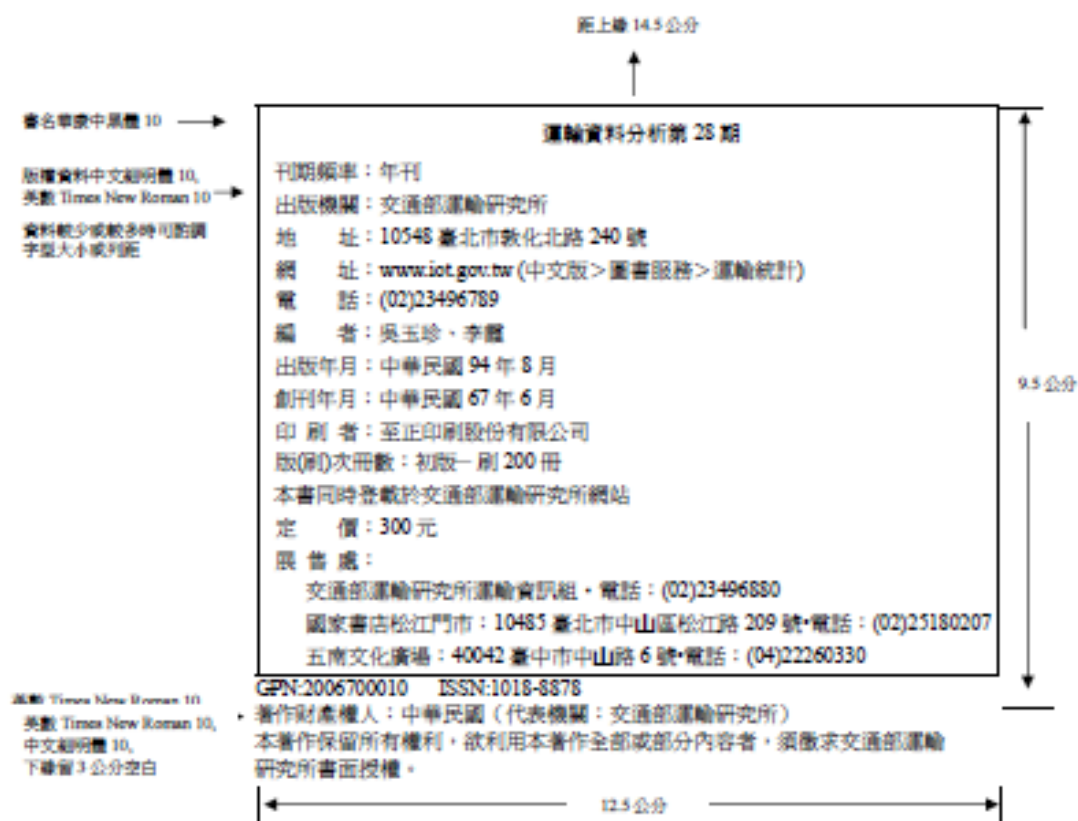 距上緣 14.5 公分
書名華康中黑體 10
版權資料中文細明體 10,
英數 Times New Roman 10
資料較少或較多時可酌調
字型大小或列距
運輸資料分析第 28 期
刊期頻率：年刊
出版機關：交通部運輸研究所
地　　址：10548 臺北市敦化北路 240 號
網　　址：www.iot.gov.tw (中文版＞圖書服務＞運輸統計)
電　　話：(02)23496789
編　　者：吳玉珍、李霞
出版年月：中華民國 94 年 8 月
創刊年月：中華民國 67 年 6 月
印 刷 者：至正印刷股份有限公司
版(刷)次冊數：初版一刷 200 冊
本書同時登載於交通部運輸研究所網站
定　　價：300 元
展 售 處：
交通部運輸研究所運輸資訊組・電話：(02)23496880
國家書店松江門市：10485 臺北市中山區松江路 209 號•電話：(02)25180207
五南文化廣場：40042 臺中市中山路 6 號•電話：(04)22260330
9.5 公分
GPN:2006700010　ISSN:1018-8878
著作財產權人：中華民國（代表機關：交通部運輸研究所）
本著作保留所有權利，欲利用本著作全部或部分內容者，須徵求交通部運輸
研究所書面授權。
英數 Times New Roman 10
英數 Times New Roman 10,
中文細明體 10,
下緣留 3 公分空白
12.5 公分